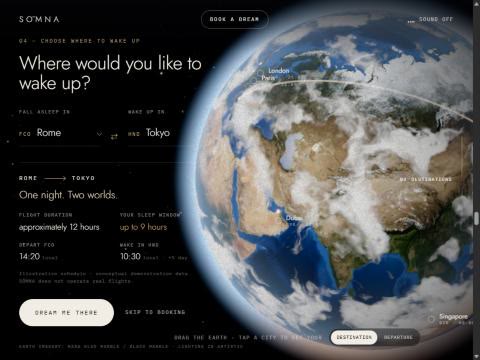 SOMNA
BOOK A DREAM
SOUND OFF
04 — CHOOSE WHERE TO WAKE UP
Where would you like to
wake up?
FALL ASLEEP IN
WAKE UP IN
FCO Rome
HND Tokyo
ROME TOKYO
One night. Two worlds.
FLIGHT DURATION
YOUR SLEEP WINDOW
approximately 12 hours
up to 9 hours
DEPART FCO
WAKE IN HND
14:20 local
10:30 local +1 day
Illustrative schedule · conceptual demonstration data
SOMNA does not operate real flights
DREAM ME THERE
SKIP TO BOOKING
DRAG THE EARTH · TAP A CITY TO SET YOUR
DESTINATION
DEPARTURE
London
Paris
DESTINATIONS
Singapore